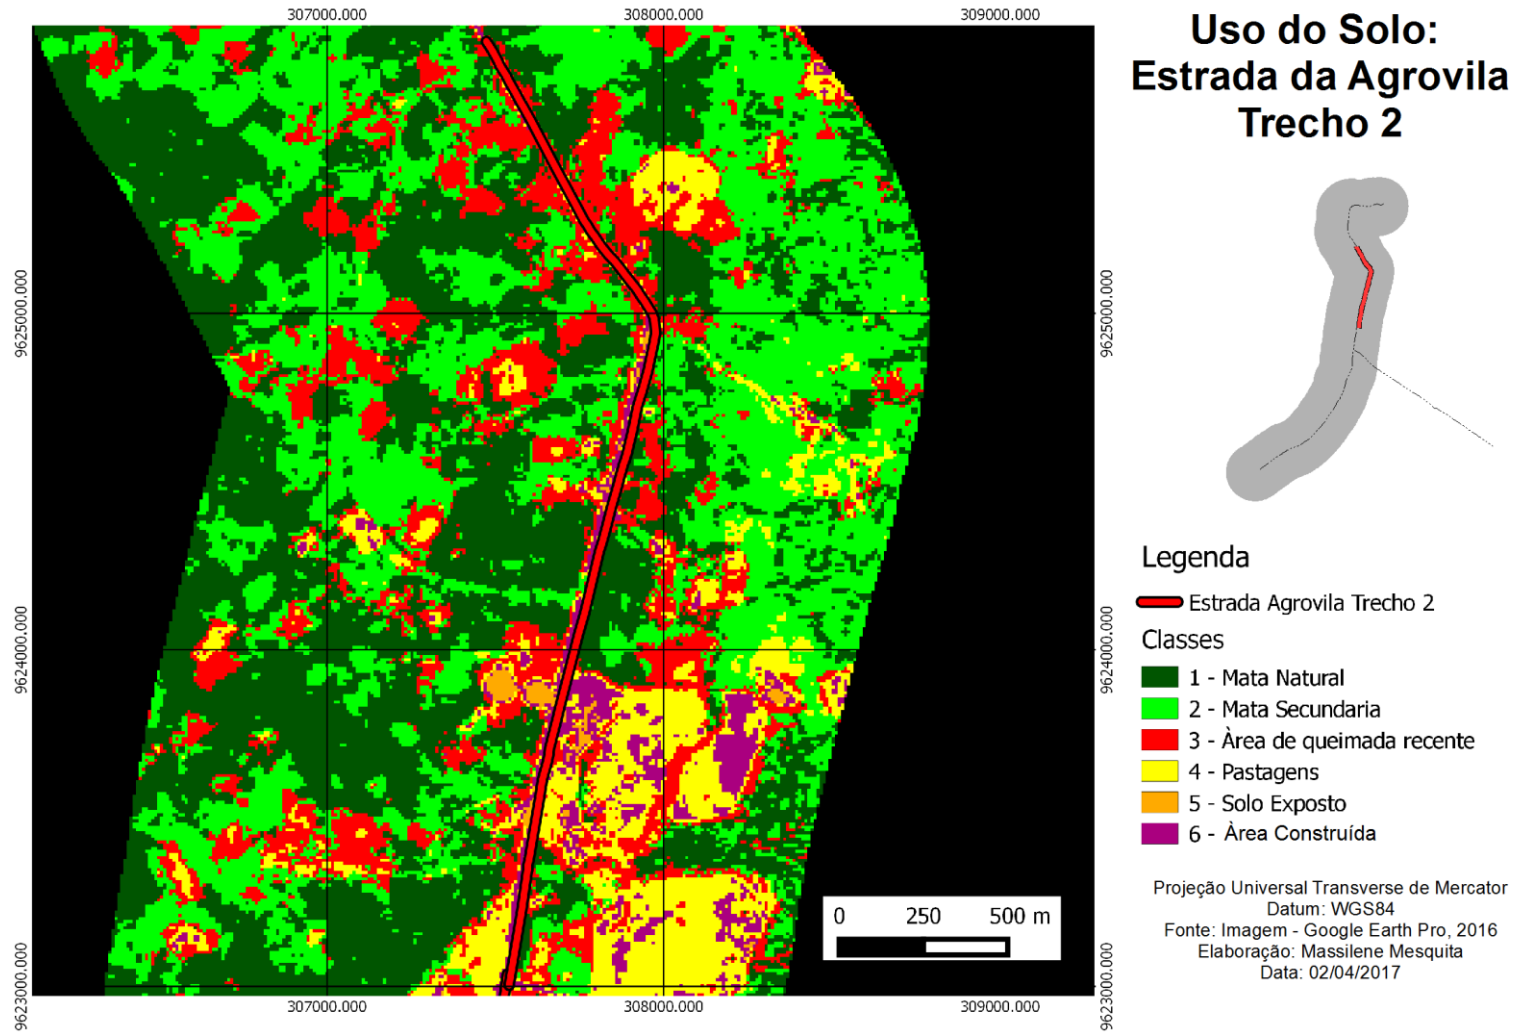 307000.000
308000.000
309000.000
9625000.000
9624000.000
9623000.000
9625000.000
9624000.000
9623000.000
307000.000
308000.000
309000.000
0 250 500 m
Uso do Solo:
Estrada da Agrovila
Trecho 2
Legenda
Estrada Agrovila Trecho 2
Classes
1 - Mata Natural
2 - Mata Secundaria
3 - Àrea de queimada recente
4 - Pastagens
5 - Solo Exposto
6 - Àrea Construída
Projeção Universal Transverse de Mercator
Datum: WGS84
Fonte: Imagem - Google Earth Pro, 2016
Elaboração: Massilene Mesquita
Data: 02/04/2017